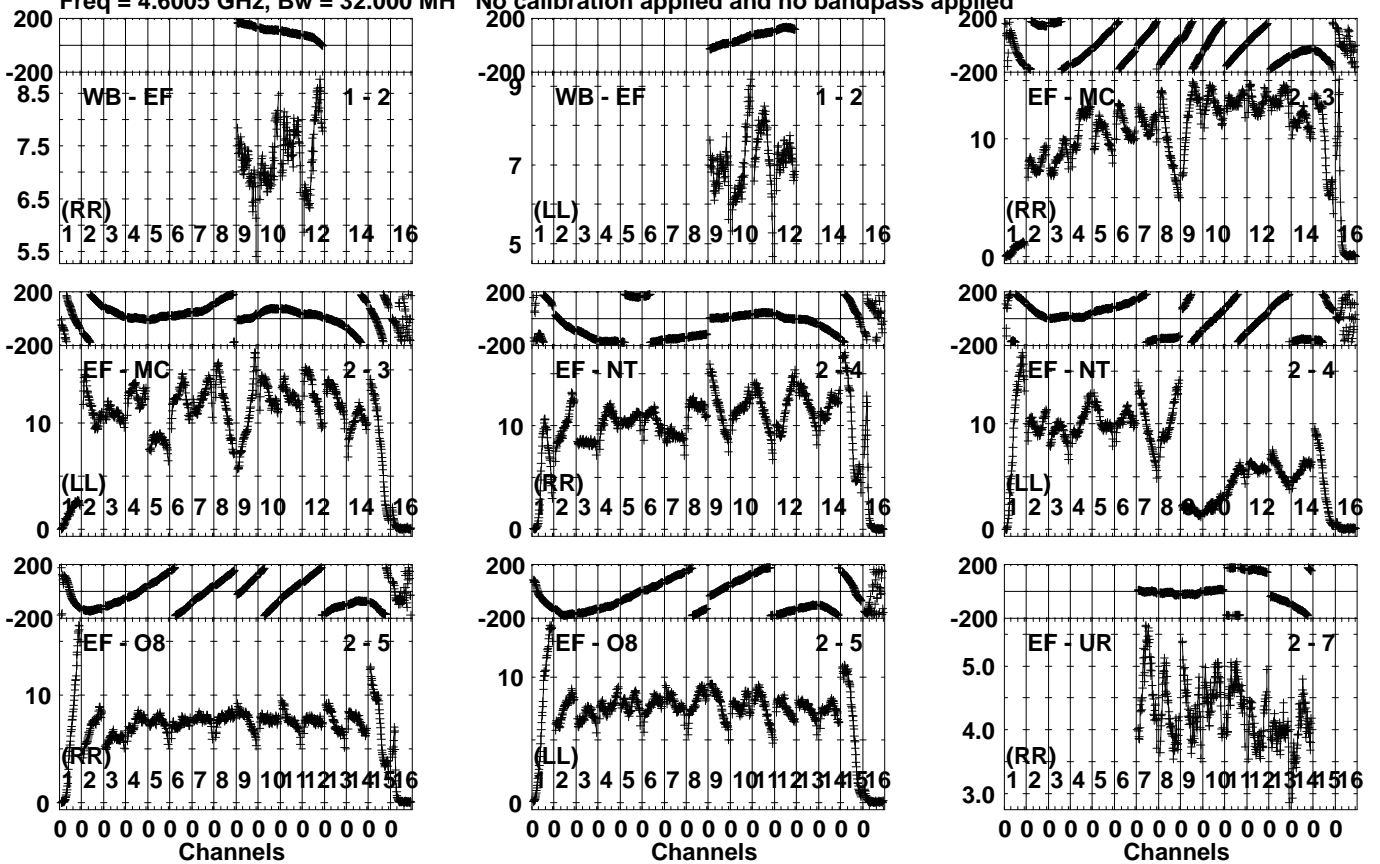 Freq = 4.6005 GHz, Bw = 32.000 MH No calibration applied and no bandpass applied
200
-200
8.5
7.5
6.5
5.5
WB - EF
1 - 2
(RR)
1 2 3 4 5 6 7 8 9 10 12 14 16
200
-200
9
7
5
WB - EF
1 - 2
(LL)
1 2 3 4 5 6 7 8 9 10 12 14 16
200
-200
10
0
EF - MC
2 - 3
(RR)
1 2 3 4 5 6 7 8 9 10 12 14 16
200
-200
10
0
EF - MC
2 - 3
(LL)
2 3 4 5 6 7 8 9 10 12 14 16
200
-200
10
0
EF - NT
2 - 4
(RR)
1 2 3 4 5 6 7 8 9 10 12 14 16
200
-200
10
0
EF - NT
2 - 4
(LL)
1 2 3 4 5 6 7 8 9 10 12 14 16
200
-200
10
0
EF - O8
2 - 5
(RR)
1 2 3 4 5 6 7 8 9 10 11 12 13 14 15 16
0 0 0 0 0 0 0 0 0 0 0 0 0 0 0 0
Channels
200
-200
10
0
EF - O8
2 - 5
(LL)
1 2 3 4 5 6 7 8 9 10 11 12 13 14 15 16
0 0 0 0 0 0 0 0 0 0 0 0 0 0 0 0
Channels
200
-200
5.0
4.0
3.0
EF - UR
2 - 7
(RR)
1 2 3 4 5 6 7 8 9 10 11 12 13 14 15 16
0 0 0 0 0 0 0 0 0 0 0 0 0 0 0 0
Channels